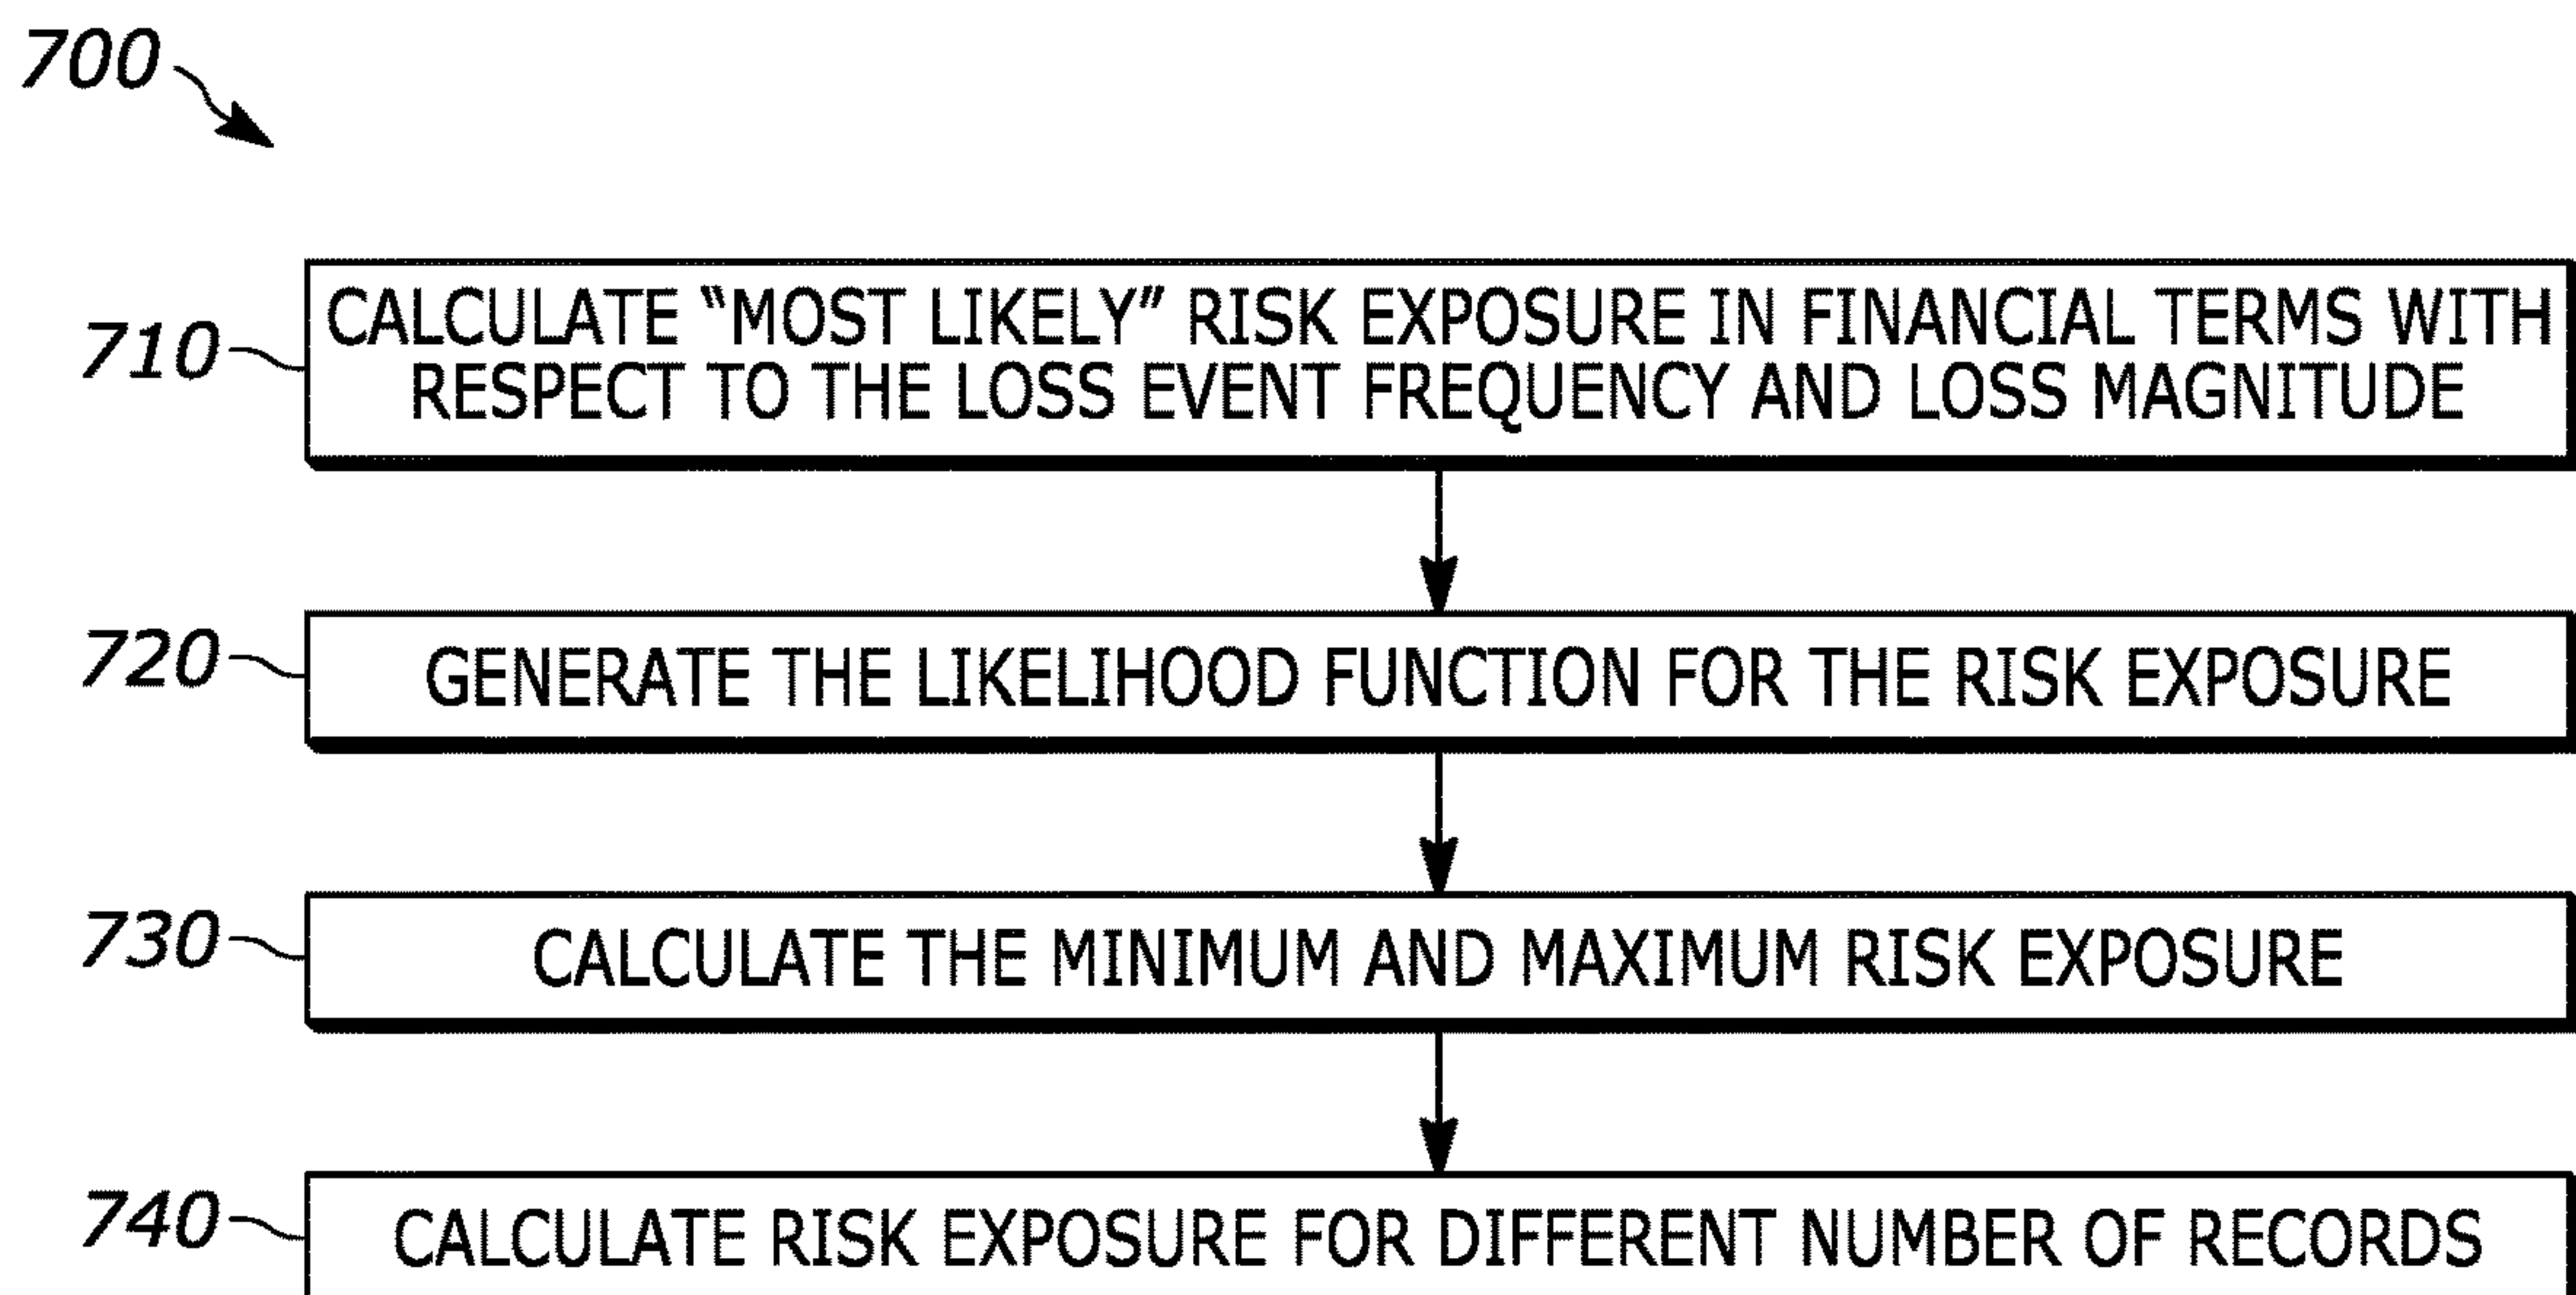 700
710
CALCULATE “MOST LIKELY” RISK EXPOSURE IN FINANCIAL TERMS WITH
RESPECT TO THE LOSS EVENT FREQUENCY AND LOSS MAGNITUDE
720
GENERATE THE LIKELIHOOD FUNCTION FOR THE RISK EXPOSURE
730
CALCULATE THE MINIMUM AND MAXIMUM RISK EXPOSURE
740
CALCULATE RISK EXPOSURE FOR DIFFERENT NUMBER OF RECORDS